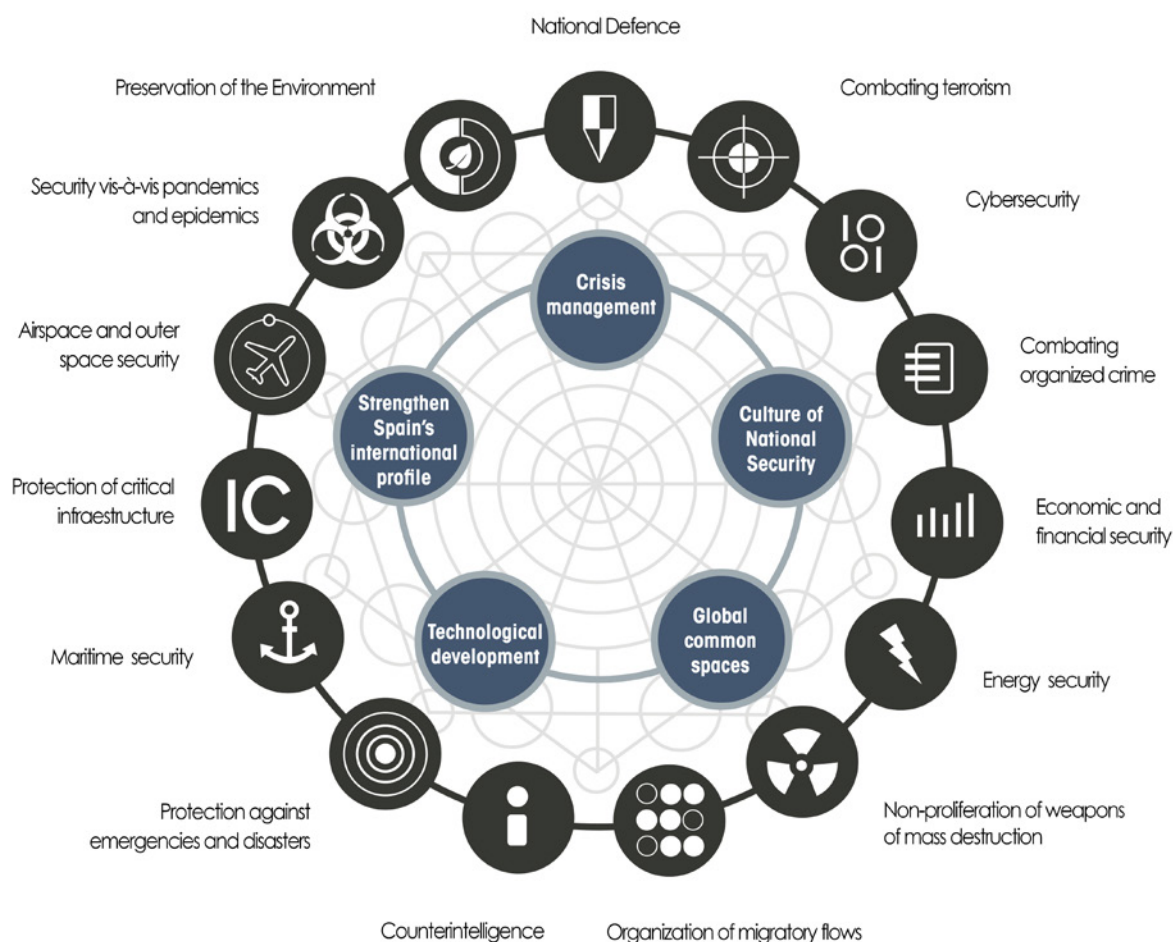 National Defence
Preservation of the Environment
Combating terrorism
Security vis-à-vis pandemics
and epidemics
Cybersecurity
IO
OI
Crisis
management
Airspace and outer
space security
Combating
organized crime
Strengthen
Spain's
international
profile
Culture of
National
Security
Protection of critical
infraestructure
IC
Economic and
financial security
Technological
development
Global
common
spaces
Maritime security
Energy security
Protection against
emergencies and disasters
i
Non-proliferation of weapons
of mass destruction
Counterintelligence
Organization of migratory flows